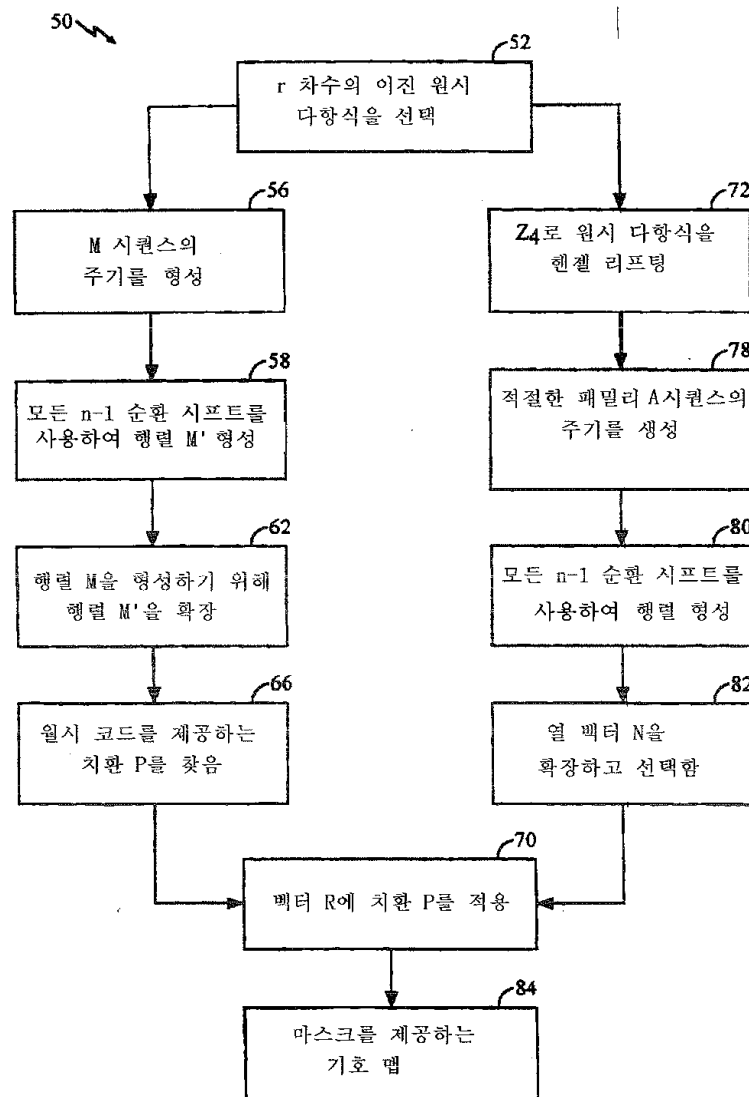 50
52
r 차수의 이진 원시
다항식을 선택
56
M 시퀀스의
주기를 형성
72
Z4로 원시 다항식을
헨젤 리프팅
58
모든 n-1 순환 시프트를
사용하여 행렬 M' 형성
78
적절한 패밀리 A시퀀스의
주기를 생성
62
행렬 M을 형성하기 위해
행렬 M'을 확장
80
모든 n-1 순환 시프트를
사용하여 행렬 형성
66
월시 코드를 제공하는
치환 P를 찾음
82
열 벡터 N을
확장하고 선택함
70
벡터 R에 치환 P를 적용
84
마스크를 제공하는
기호 맵